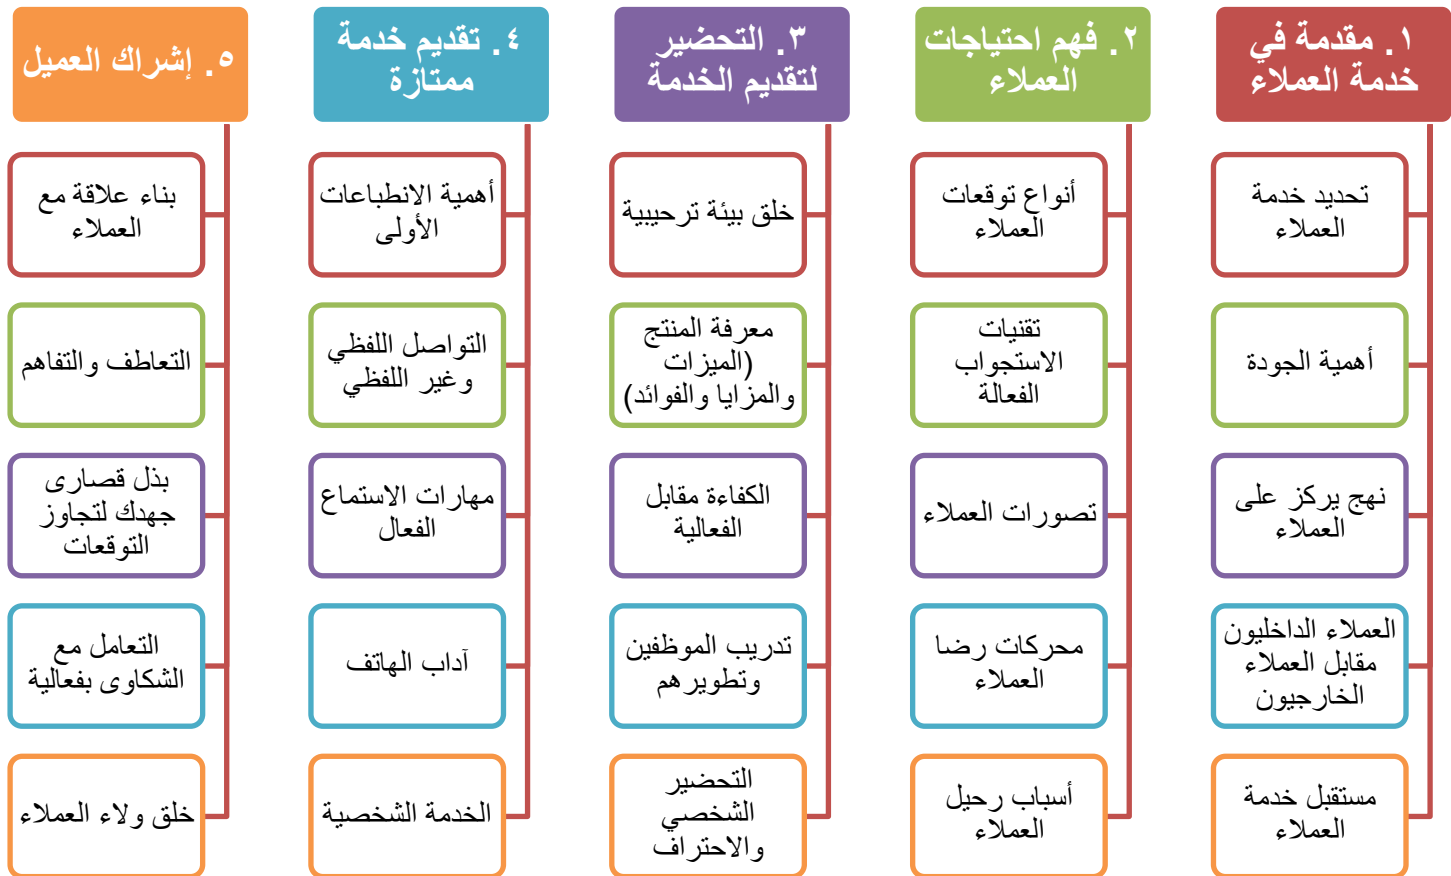 ١. مقدمة في
خدمة العملاء
تحديد خدمة
العملاء
أهمية الجودة
نهج يركز على
العملاء
العملاء الداخليون
مقابل العملاء
الخارجيون
مستقبل خدمة
العملاء
٢. فهم احتياجات
العملاء
أنواع توقعات
العملاء
تقنيات
الاستجواب
الفعالة
تصورات العملاء
محركات رضا
العملاء
أسباب رحيل
العملاء
٣. التحضير
لتقديم الخدمة
خلق بيئة ترحيبية
معرفة المنتج
(الميزات
والمزايا والفوائد)
الكفاءة مقابل
الفعالية
تدريب الموظفين
وتطويرهم
التحضير
الشخصي
والاحتراف
٤. تقديم خدمة
ممتازة
أهمية الانطباعات
الأولى
التواصل اللفظي
وغير اللفظي
مهارات الاستماع
الفعال
آداب الهاتف
الخدمة الشخصية
٥. إشراك العميل
بناء علاقة مع
العملاء
التعاطف والتفاهم
بذل قصارى
جهدك لتجاوز
التوقعات
التعامل مع
الشكاوى بفعالية
خلق ولاء العملاء